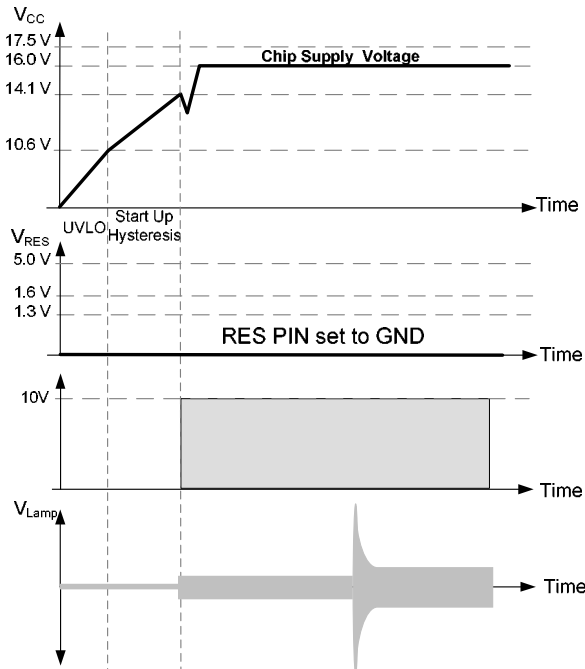 VCC
17.5 V
16.0 V
Chip Supply Voltage
14.1 V
10.6 V
Time
UVLO
Start Up
Hysteresis
VRES
5.0 V
1.6 V
1.3 V
RES PIN set to GND
Time
10V
Time
VLamp
Time